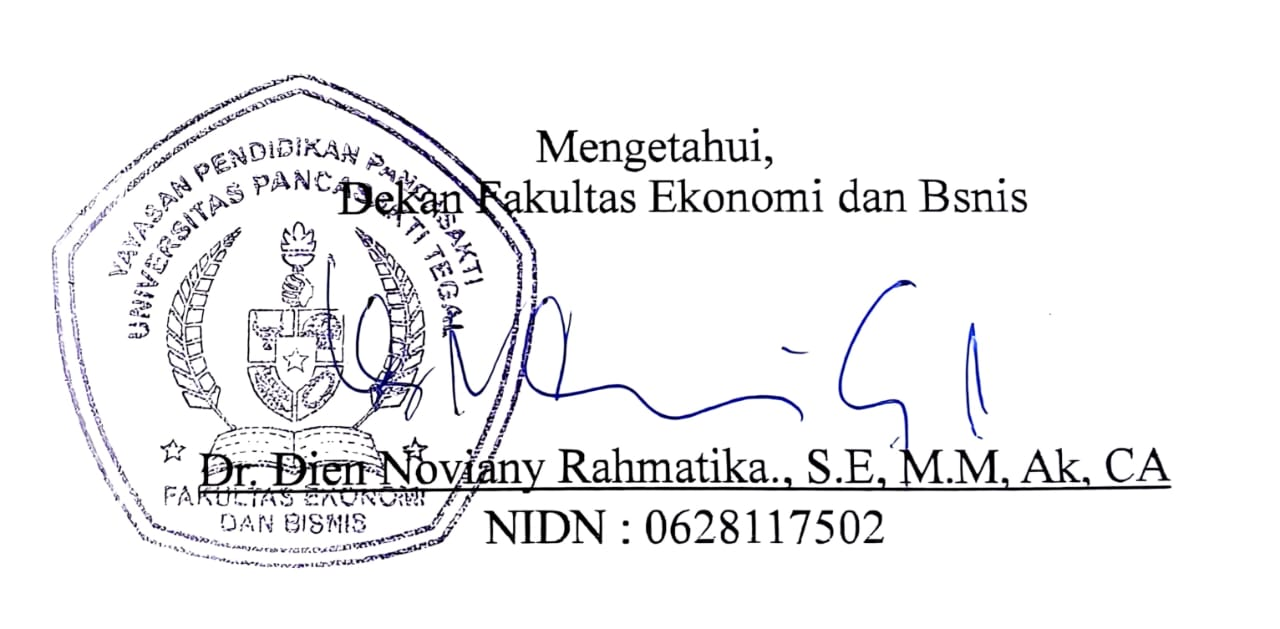 Mengetahui,
Dekan Fakultas Ekonomi dan Bsnis
YAYASAN PENDIDIKAN PANCASAKTI
UNIVERSITAS PANCASAKTI TEGAL
Dr. Dien Noviany Rahmatika., S.E, M.M, Ak, CA
FAKULTAS EKONOMI
DAN BISNIS
NIDN : 0628117502